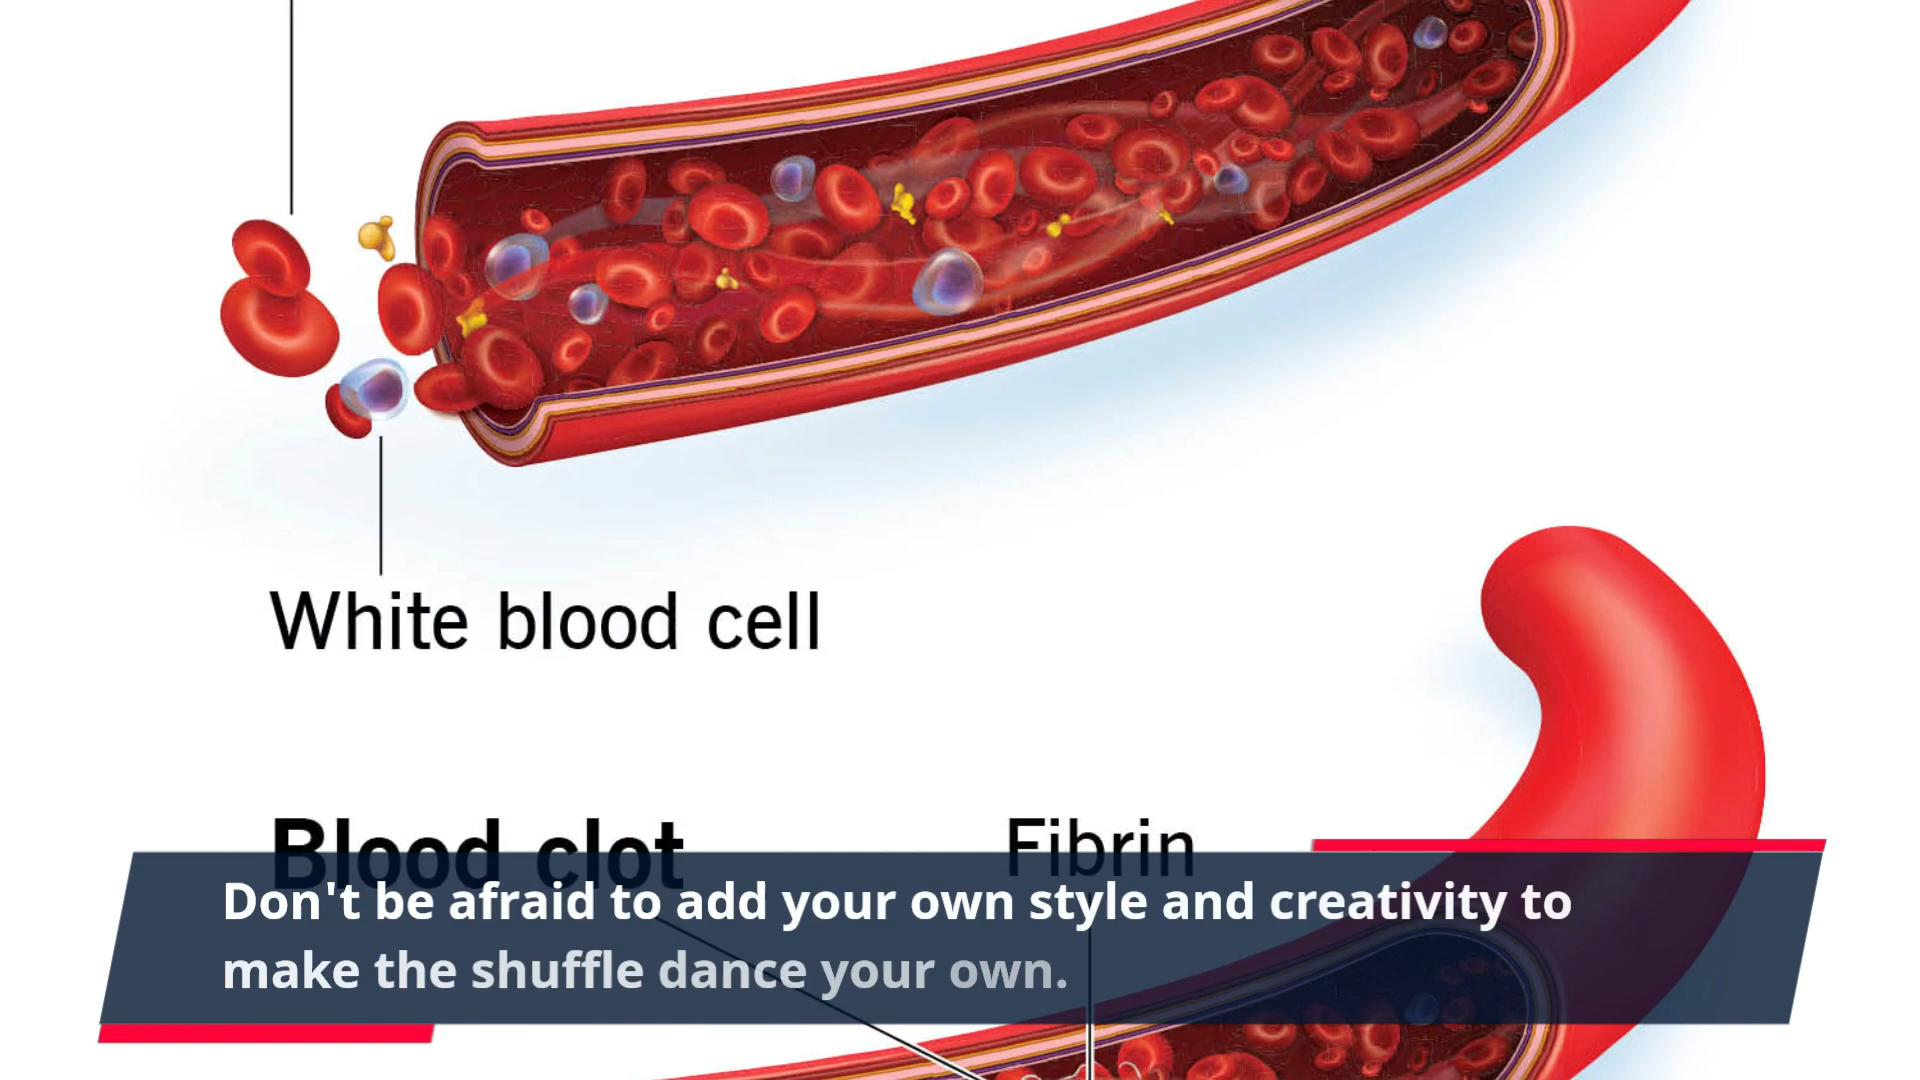 White blood cell
Blood clot
Fibrin
Don't be afraid to add your own style and creativity to
make the shuffle dance your own.